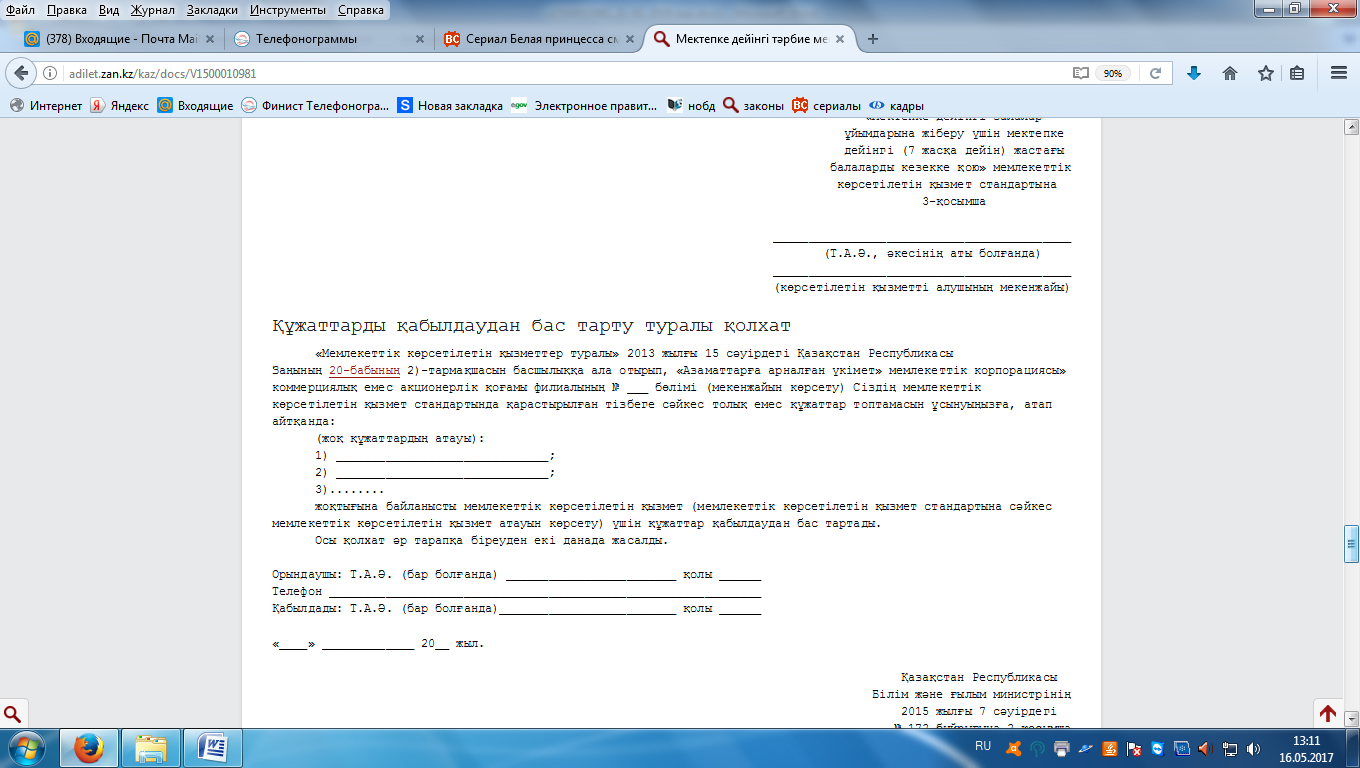 Файл Правка Вид Журнал Закладки Инструменты Справка
(378) Входящие - Почта Mai
Телефонограммы
Сериал Белая принцесса см
Мектепке дейінгі тәрбие ме
adilet.zan.kz/kaz/docs/V1500010981
90%
Интернет Яндекс Входящие Финист Телефоногра... Новая закладка Электронное правит... нобд законы сериалы кадры
ұйымдарына жіберу үшін мектепке
дейінгі (7 жасқа дейін) жастағы
балаларды кезекке қою» мемлекеттік
көрсетілетін қызмет стандартына
3-қосымша
__________________________________________
(Т.А.Ә., әкесінің аты болғанда)
__________________________________________
(көрсетілетін қызметті алушының мекенжайы)
Құжаттарды қабылдаудан бас тарту туралы қолхат
«Мемлекеттік көрсетілетін қызметтер туралы» 2013 жылғы 15 сәуірдегі Қазақстан Республикасы
Заңының 20-бабының 2)-тармақшасын басшылыққа ала отырып, «Азаматтарға арналған үкімет» мемлекеттік корпорациясы»
коммерциялық емес акционерлік қоғамы филиалының № ___ бөлімі (мекенжайын көрсету) Сіздің мемлекеттік
көрсетілетін қызмет стандартында қарастырылған тізбеге сәйкес толық емес құжаттар топтамасын ұсынуыңызға, атап
айтқанда:
(жоқ құжаттардың атауы):
1) ______________________________;
2) ______________________________;
3)........
жоқтығына байланысты мемлекеттік көрсетілетін қызмет (мемлекеттік көрсетілетін қызмет стандартына сәйкес
мемлекеттік көрсетілетін қызмет атауын көрсету) үшін құжаттар қабылдаудан бас тартады.
Осы қолхат әр тарапқа біреуден екі данада жасалды.
Орындаушы: Т.А.Ә. (бар болғанда) ________________________ қолы ______
Телефон _____________________________________________________________
Қабылдады: Т.А.Ә. (бар болғанда)_________________________ қолы ______
«____» _____________ 20__ жыл.
Қазақстан Республикасы
Білім және ғылым министрінің
2015 жылғы 7 сәуірдегі
RU
13:11
16.05.2017